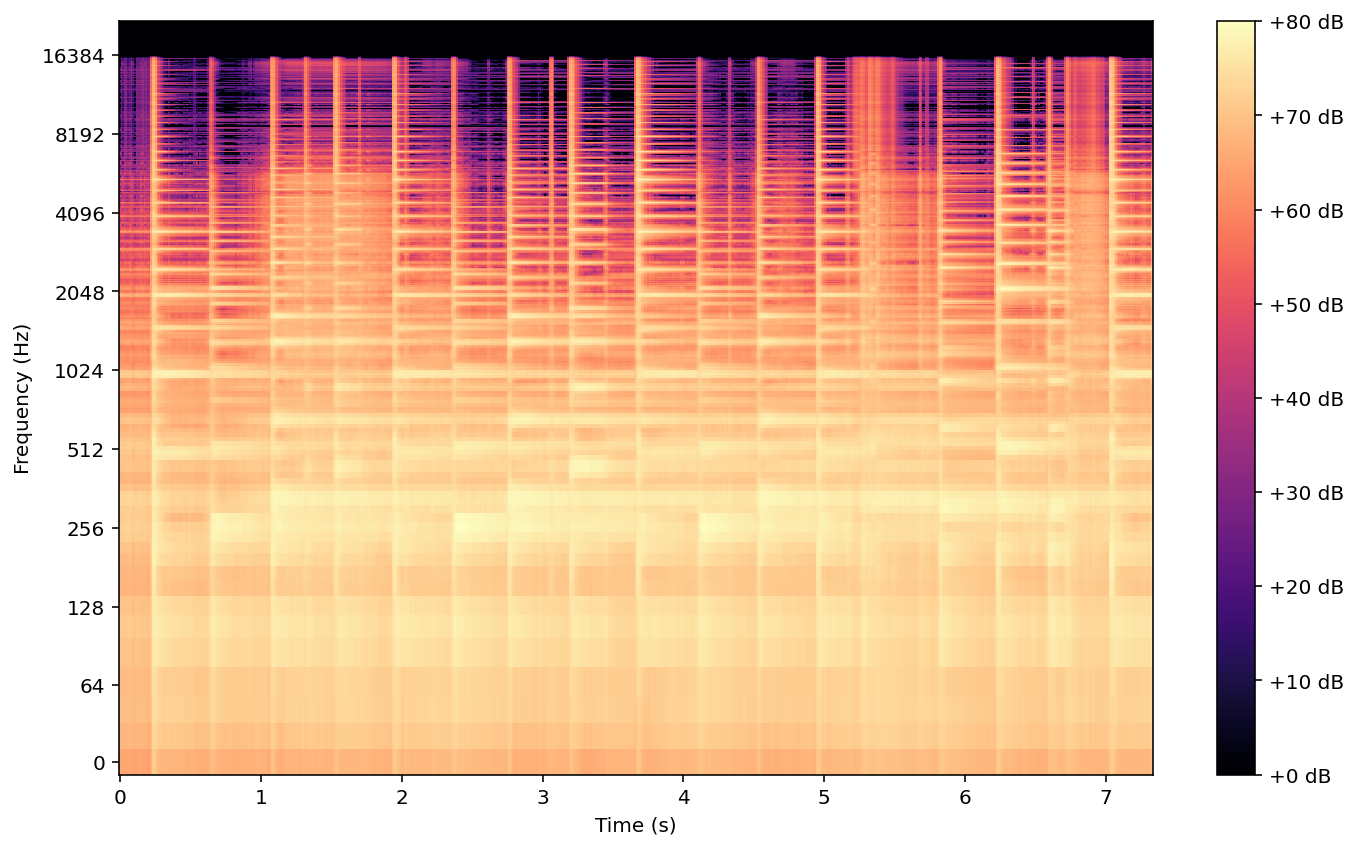 16384
8192
4096
2048
1024
512
256
128
64
0
Frequency (Hz)
0
1
2
3
4
5
6
7
Time (s)
+80 dB
+70 dB
+60 dB
+50 dB
+40 dB
+30 dB
+20 dB
+10 dB
+0 dB